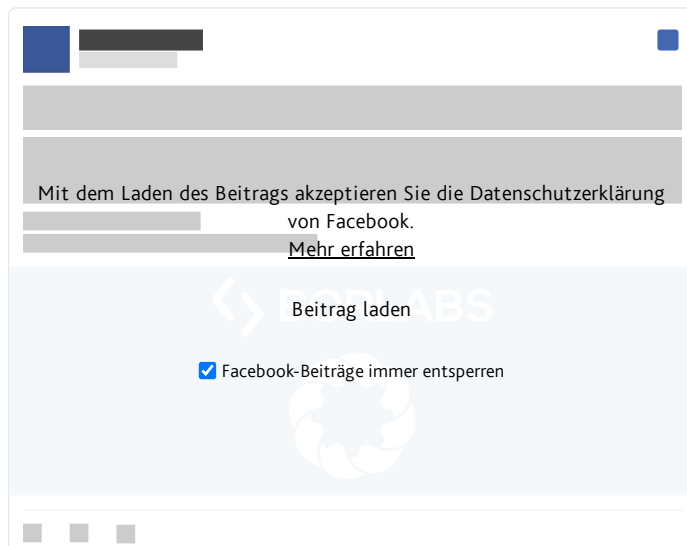 Mit dem Laden des Beitrags akzeptieren Sie die Datenschutzerklärung
von Facebook.
Mehr erfahren
BORLABS
Beitrag laden
Facebook-Beiträge immer entsperren